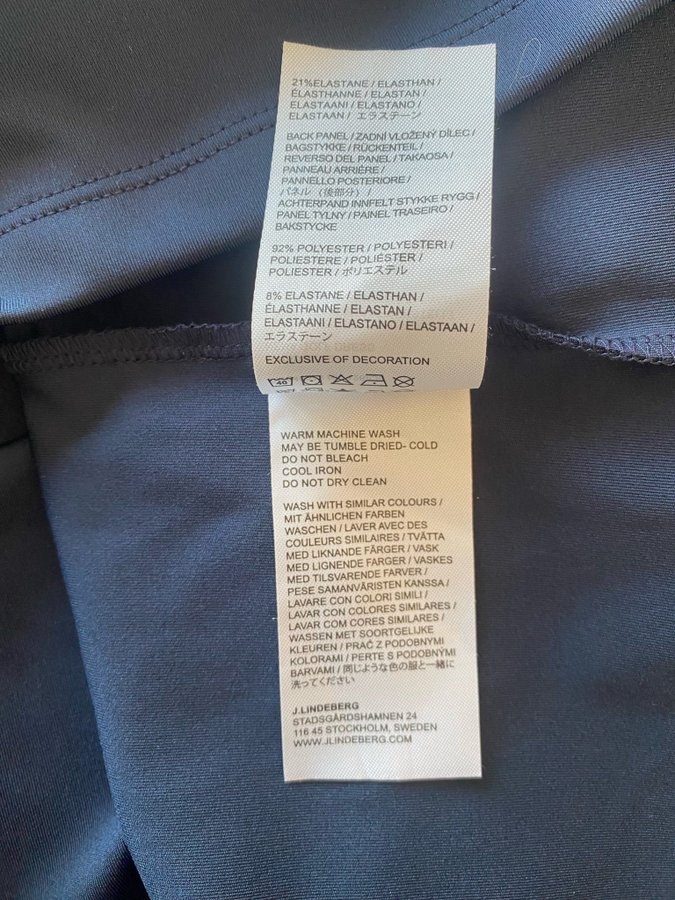 21%ELASTANE / ELASTHAN /
ÉLASTHANNE / ELASTAN /
ELASTAANI / ELASTANO /
ELASTAAN / エラステーン
BACK PANEL / ZADNÍ VLOŽENÝ DÍLEC /
BAGSTYKKE / RÜCKENTEIL /
REVERSO DEL PANEL / TAKAOSA /
PANNEAU ARRIÈRE /
PANNELLO POSTERIORE /
パネル (後部分) /
ACHTERPAND INNFELT STYKKE RYGG /
PANEL TYLNY / PAINEL TRASEIRO /
BAKSTYCKE
92% POLYESTER / POLYESTERI /
POLIESTERE / POLIÉSTER /
POLIESTER / ポリエステル
8% ELASTANE / ELASTHAN /
ÉLASTHANNE / ELASTAN /
ELASTAANI / ELASTANO / ELASTAAN /
エラステーン
EXCLUSIVE OF DECORATION
40
WARM MACHINE WASH
MAY BE TUMBLE DRIED- COLD
DO NOT BLEACH
COOL IRON
DO NOT DRY CLEAN
WASH WITH SIMILAR COLOURS /
MIT ÄHNLICHEN FARBEN
WASCHEN / LAVER AVEC DES
COULEURS SIMILAIRES / TVÄTTA
MED LIKNANDE FÄRGER / VASK
MED LIGNENDE FARGER / VASKES
MED TILSVARENDE FARVER /
PESE SAMANVÄRISTEN KANSSA /
LAVARE CON COLORI SIMILI /
LAVAR CON COLORES SIMILARES /
LAVAR COM CORES SIMILARES /
WASSEN MET SOORTGELIJKE
KLEUREN / PRAĆ Z PODOBNYMI
KOLORAMI / PERTE S PODOBNÝMI
BARVAMI / 同じような色の服と一緒に
洗ってください
J.LINDEBERG
STADSGÅRDSHAMNEN 24
116 45 STOCKHOLM, SWEDEN
WWW.JLINDEBERG.COM